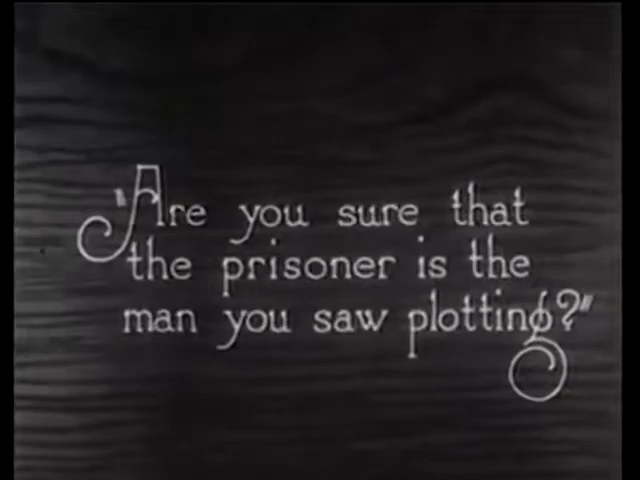 "Are you sure that
the prisoner is the
man you saw plotting?"